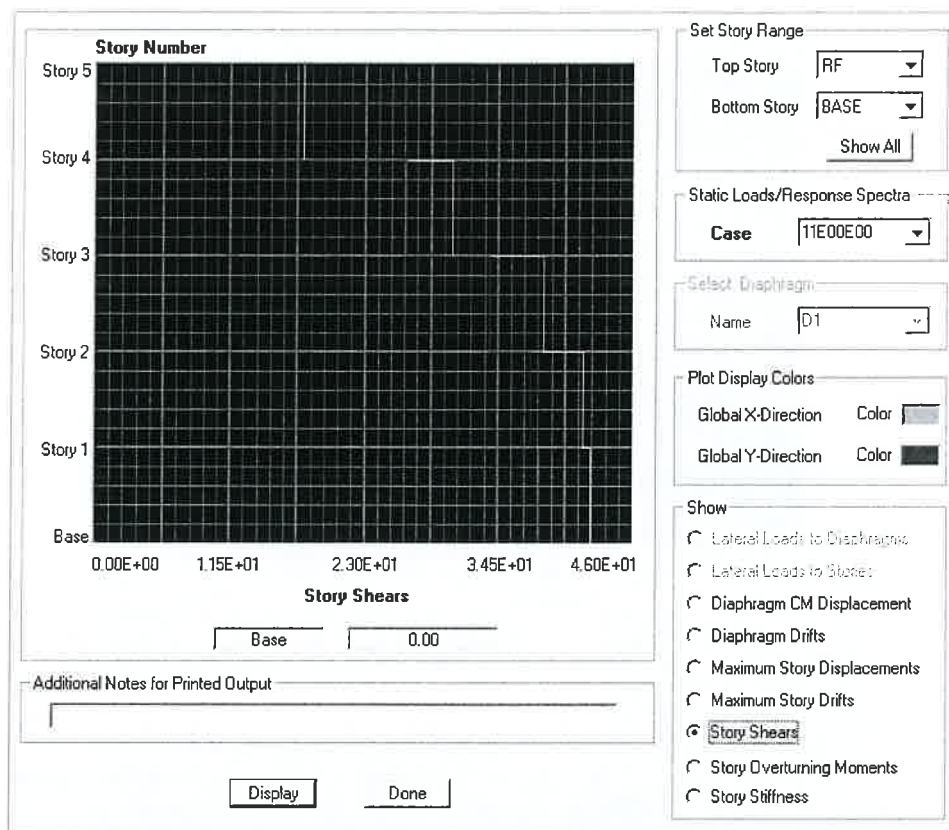 Story Number
Story 5
Story 4
Story 3
Story 2
Story 1
Base
0.00E+00 1.15E+01 2.30E+01 3.45E+01 4.60E+01
Story Shears
Base 0.00
Additional Notes for Printed Output
Display Done
Set Story Range
Top Story RF
Bottom Story BASE
Show All
Static Loads/Response Spectra
Case 11E00E00
Select Diaphragm
Name D1
Plot Display Colors
Global X-Direction Color
Global Y-Direction Color
Show
Lateral Loads to Diaphragms
Lateral Loads to Stories
Diaphragm CM Displacement
Diaphragm Drifts
Maximum Story Displacements
Maximum Story Drifts
Story Shears
Story Overturning Moments
Story Stiffness